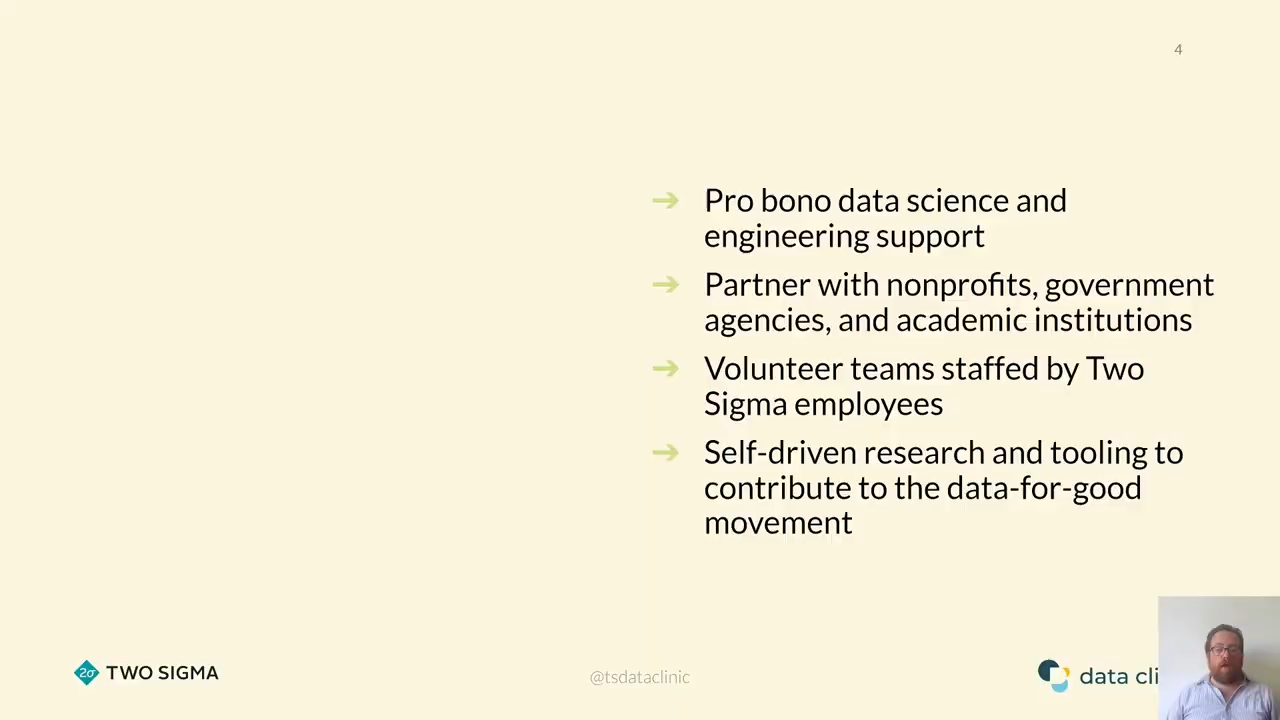 4
➔ Pro bono data science and
engineering support
➔ Partner with nonprofits, government
agencies, and academic institutions
➔ Volunteer teams staffed by Two
Sigma employees
➔ Self-driven research and tooling to
contribute to the data-for-good
movement
2σ TWO SIGMA
@tsdataclinic
data cli